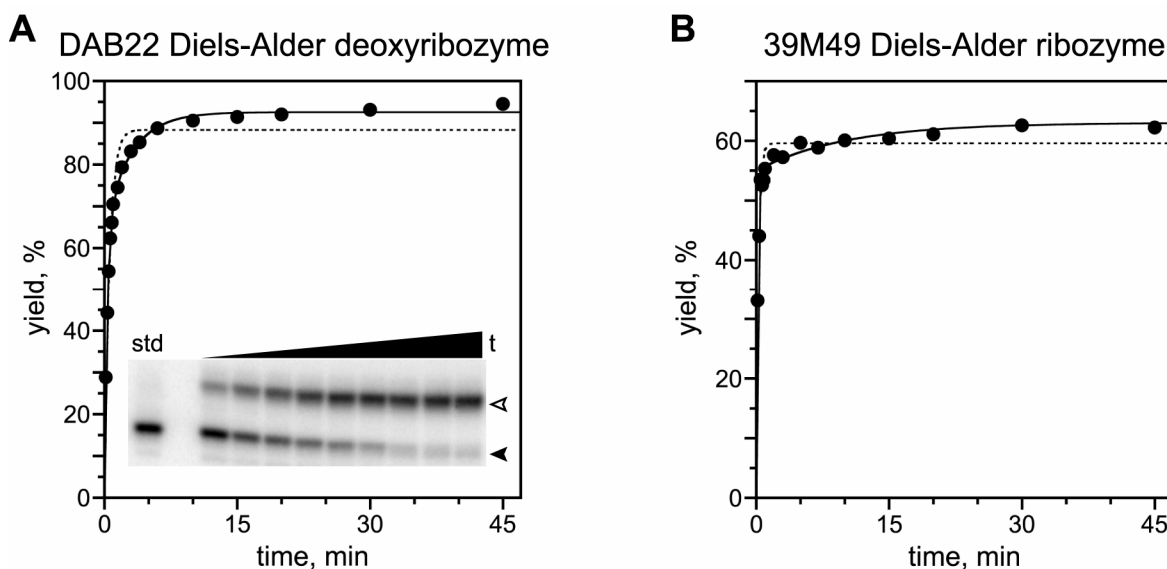 A DAB22 Diels-Alder deoxyribozyme
100
80
60
40
20
0
yield, %
std
t
0 15 30 45
time, min
B 39M49 Diels-Alder ribozyme
60
40
20
0
yield, %
0 15 30 45
time, min